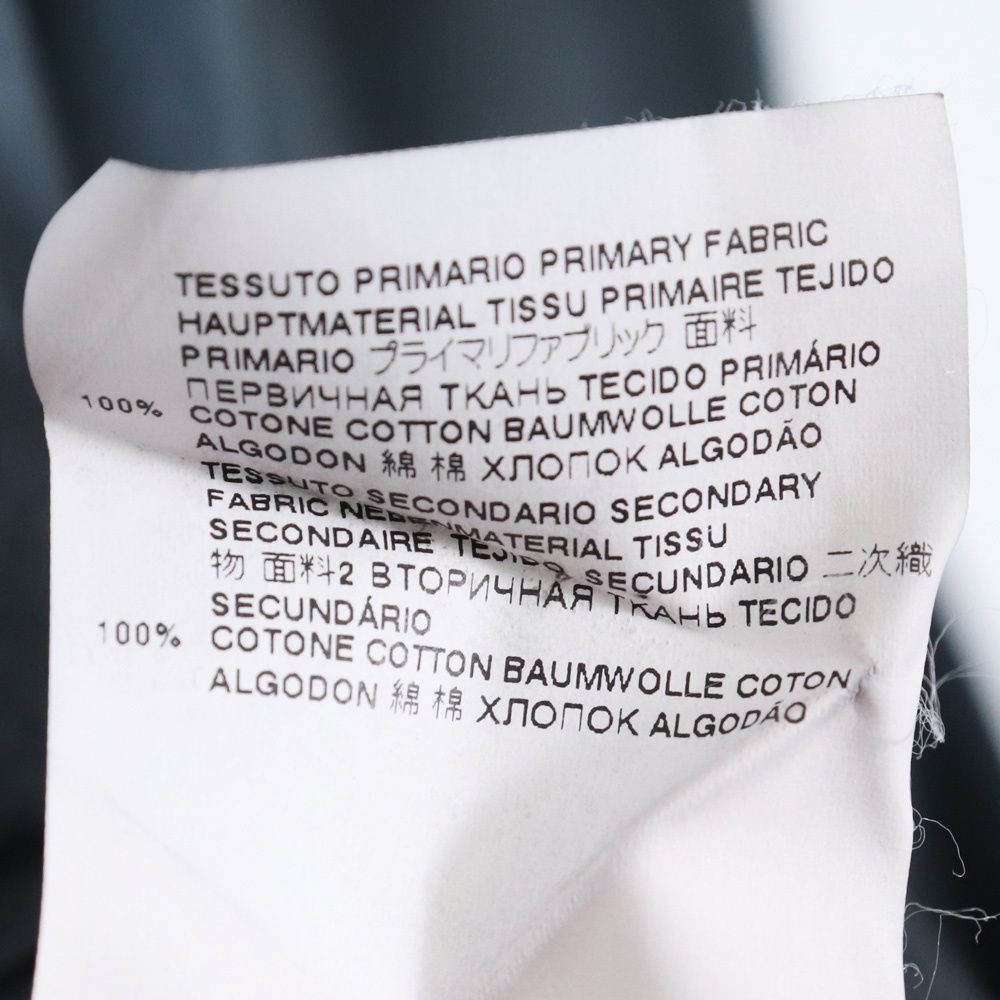 TESSUTO PRIMARIO PRIMARY FABRIC
HAUPTMATERIAL TISSU PRIMAIRE TEJIDO
PRIMARIO プライマリファブリック 面料
ПЕРВИЧНАЯ ТКАНЬ TECIDO PRIMÁRIO
100% COTONE COTTON BAUMWOLLE COTON
ALGODON 綿 棉 ХЛОПОК ALGODÃO
TESSUTO SECONDARIO SECONDARY
FABRIC NEBENMATERIAL TISSU
SECONDAIRE TEJIDO SECUNDARIO 二次織
物 面料2 ВТОРИЧНАЯ ТКАНЬ TECIDO
SECUNDÁRIO
100% COTONE COTTON BAUMWOLLE COTON
ALGODON 綿 棉 ХЛОПОК ALGODÃO